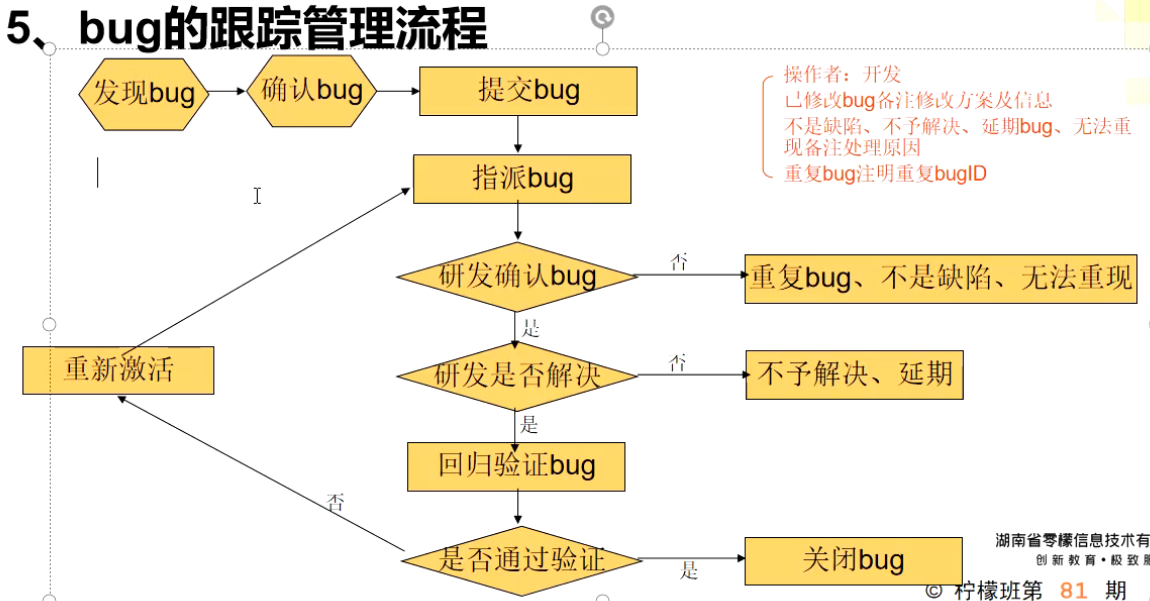 5、bug的跟踪管理流程
发现bug
确认bug
提交bug
操作者：开发
已修改bug备注修改方案及信息
不是缺陷、不予解决、延期bug、无法重
现备注处理原因
重复bug注明重复bugID
指派bug
研发确认bug
否
重复bug、不是缺陷、无法重现
是
重新激活
研发是否解决
否
不予解决、延期
是
回归验证bug
否
是否通过验证
是
关闭bug
湖南省零檬信息技术有
创新教育·极致
© 柠檬班第 81 期